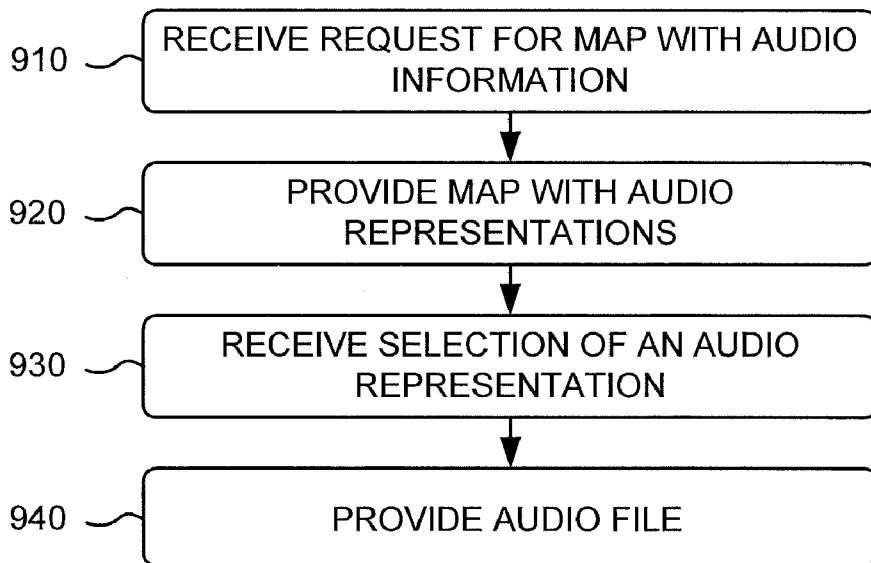 910
RECEIVE REQUEST FOR MAP WITH AUDIO
INFORMATION
920
PROVIDE MAP WITH AUDIO
REPRESENTATIONS
930
RECEIVE SELECTION OF AN AUDIO
REPRESENTATION
940
PROVIDE AUDIO FILE